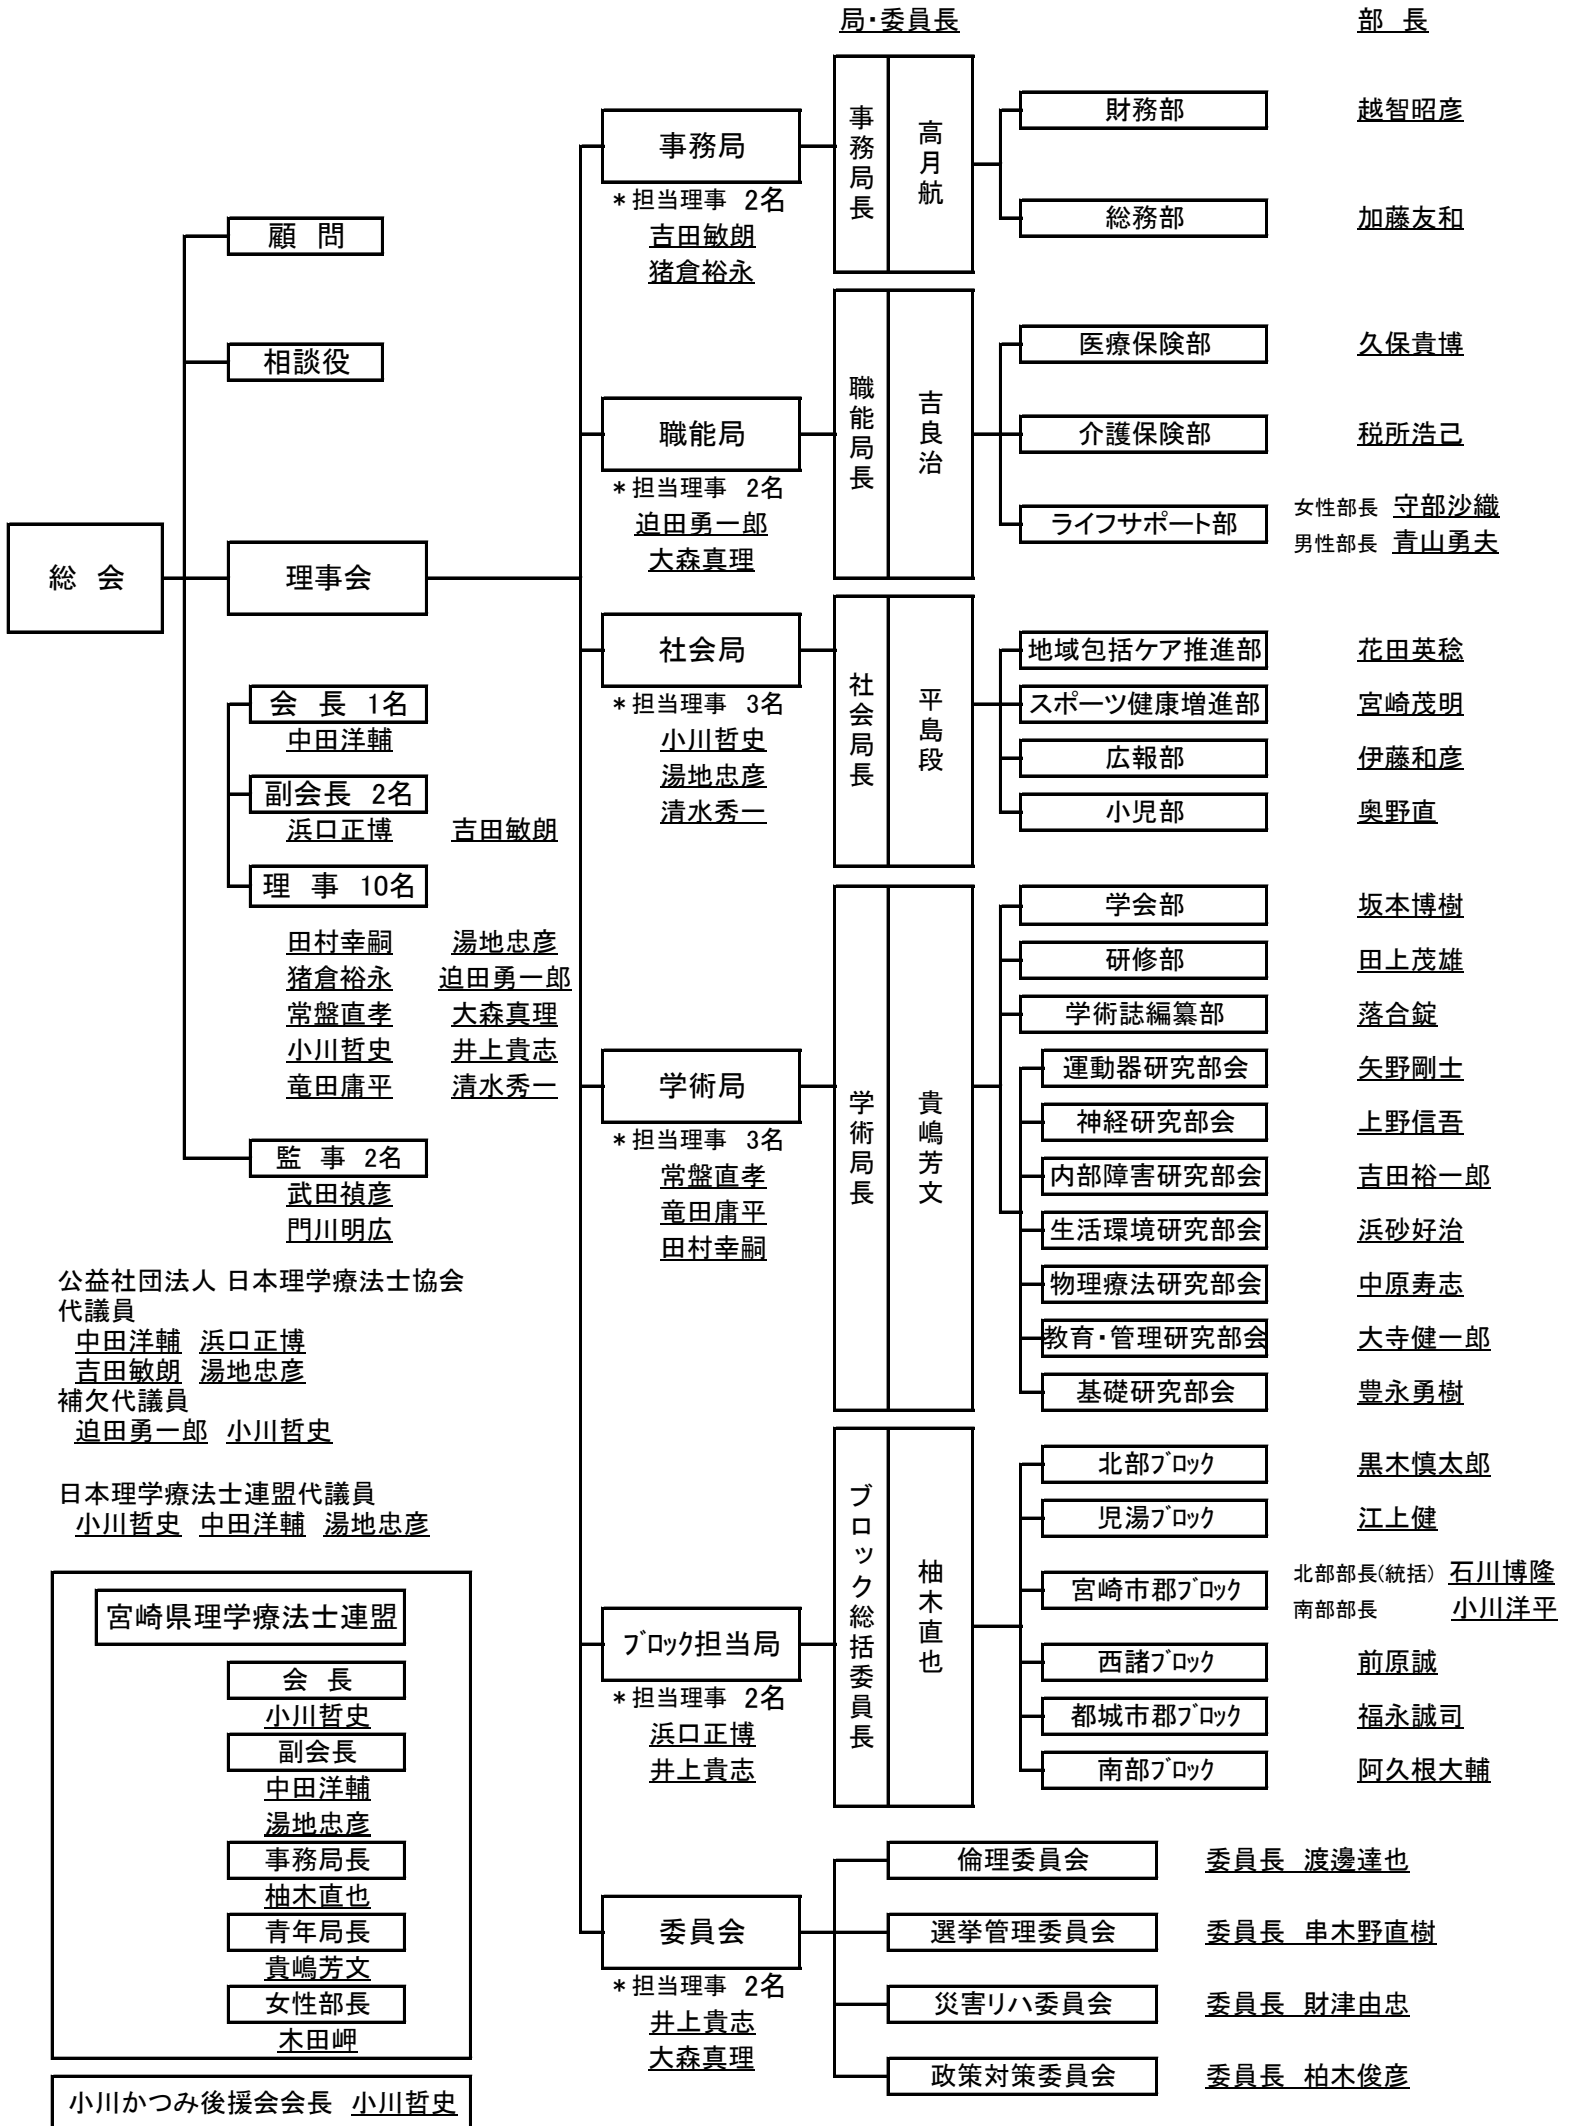 局・委員長
部　長
総　会
顧　問
相談役
理事会
会　長　1名
中田洋輔
副会長　2名
浜口正博　吉田敏朗
理　事　10名
田村幸嗣　湯地忠彦
猪倉裕永　迫田勇一郎
常盤直孝　大森真理
小川哲史　井上貴志
竜田庸平　清水秀一
監　事　2名
武田禎彦
門川明広
公益社団法人 日本理学療法士協会
代議員
中田洋輔　浜口正博
吉田敏朗　湯地忠彦
補欠代議員
迫田勇一郎　小川哲史
日本理学療法士連盟代議員
小川哲史　中田洋輔　湯地忠彦
宮崎県理学療法士連盟
会　長
小川哲史
副会長
中田洋輔
湯地忠彦
事務局長
柚木直也
青年局長
貴嶋芳文
女性部長
木田岬
小川かつみ後援会会長　小川哲史
事務局
＊担当理事　2名
吉田敏朗
猪倉裕永
事務局長
高月航
財務部　越智昭彦
総務部　加藤友和
職能局
＊担当理事　2名
迫田勇一郎
大森真理
職能局長
吉良治
医療保険部　久保貴博
介護保険部　税所浩己
ライフサポート部
女性部長　守部沙織
男性部長　青山勇夫
社会局
＊担当理事　3名
小川哲史
湯地忠彦
清水秀一
社会局長
平島段
地域包括ケア推進部　花田英稔
スポーツ健康増進部　宮崎茂明
広報部　伊藤和彦
小児部　奥野直
学術局
＊担当理事　3名
常盤直孝
竜田庸平
田村幸嗣
学術局長
貴嶋芳文
学会部　坂本博樹
研修部　田上茂雄
学術誌編纂部　落合錠
運動器研究部会　矢野剛士
神経研究部会　上野信吾
内部障害研究部会　吉田裕一郎
生活環境研究部会　浜砂好治
物理療法研究部会　中原寿志
教育・管理研究部会　大寺健一郎
基礎研究部会　豊永勇樹
ブロック担当局
＊担当理事　2名
浜口正博
井上貴志
ブロック総括委員長
柚木直也
北部ブロック　黒木慎太郎
児湯ブロック　江上健
宮崎市郡ブロック
北部部長(統括)　石川博隆
南部部長　小川洋平
西諸ブロック　前原誠
都城市郡ブロック　福永誠司
南部ブロック　阿久根大輔
委員会
＊担当理事　2名
井上貴志
大森真理
倫理委員会　委員長　渡邊達也
選挙管理委員会　委員長　串木野直樹
災害リハ委員会　委員長　財津由忠
政策対策委員会　委員長　柏木俊彦